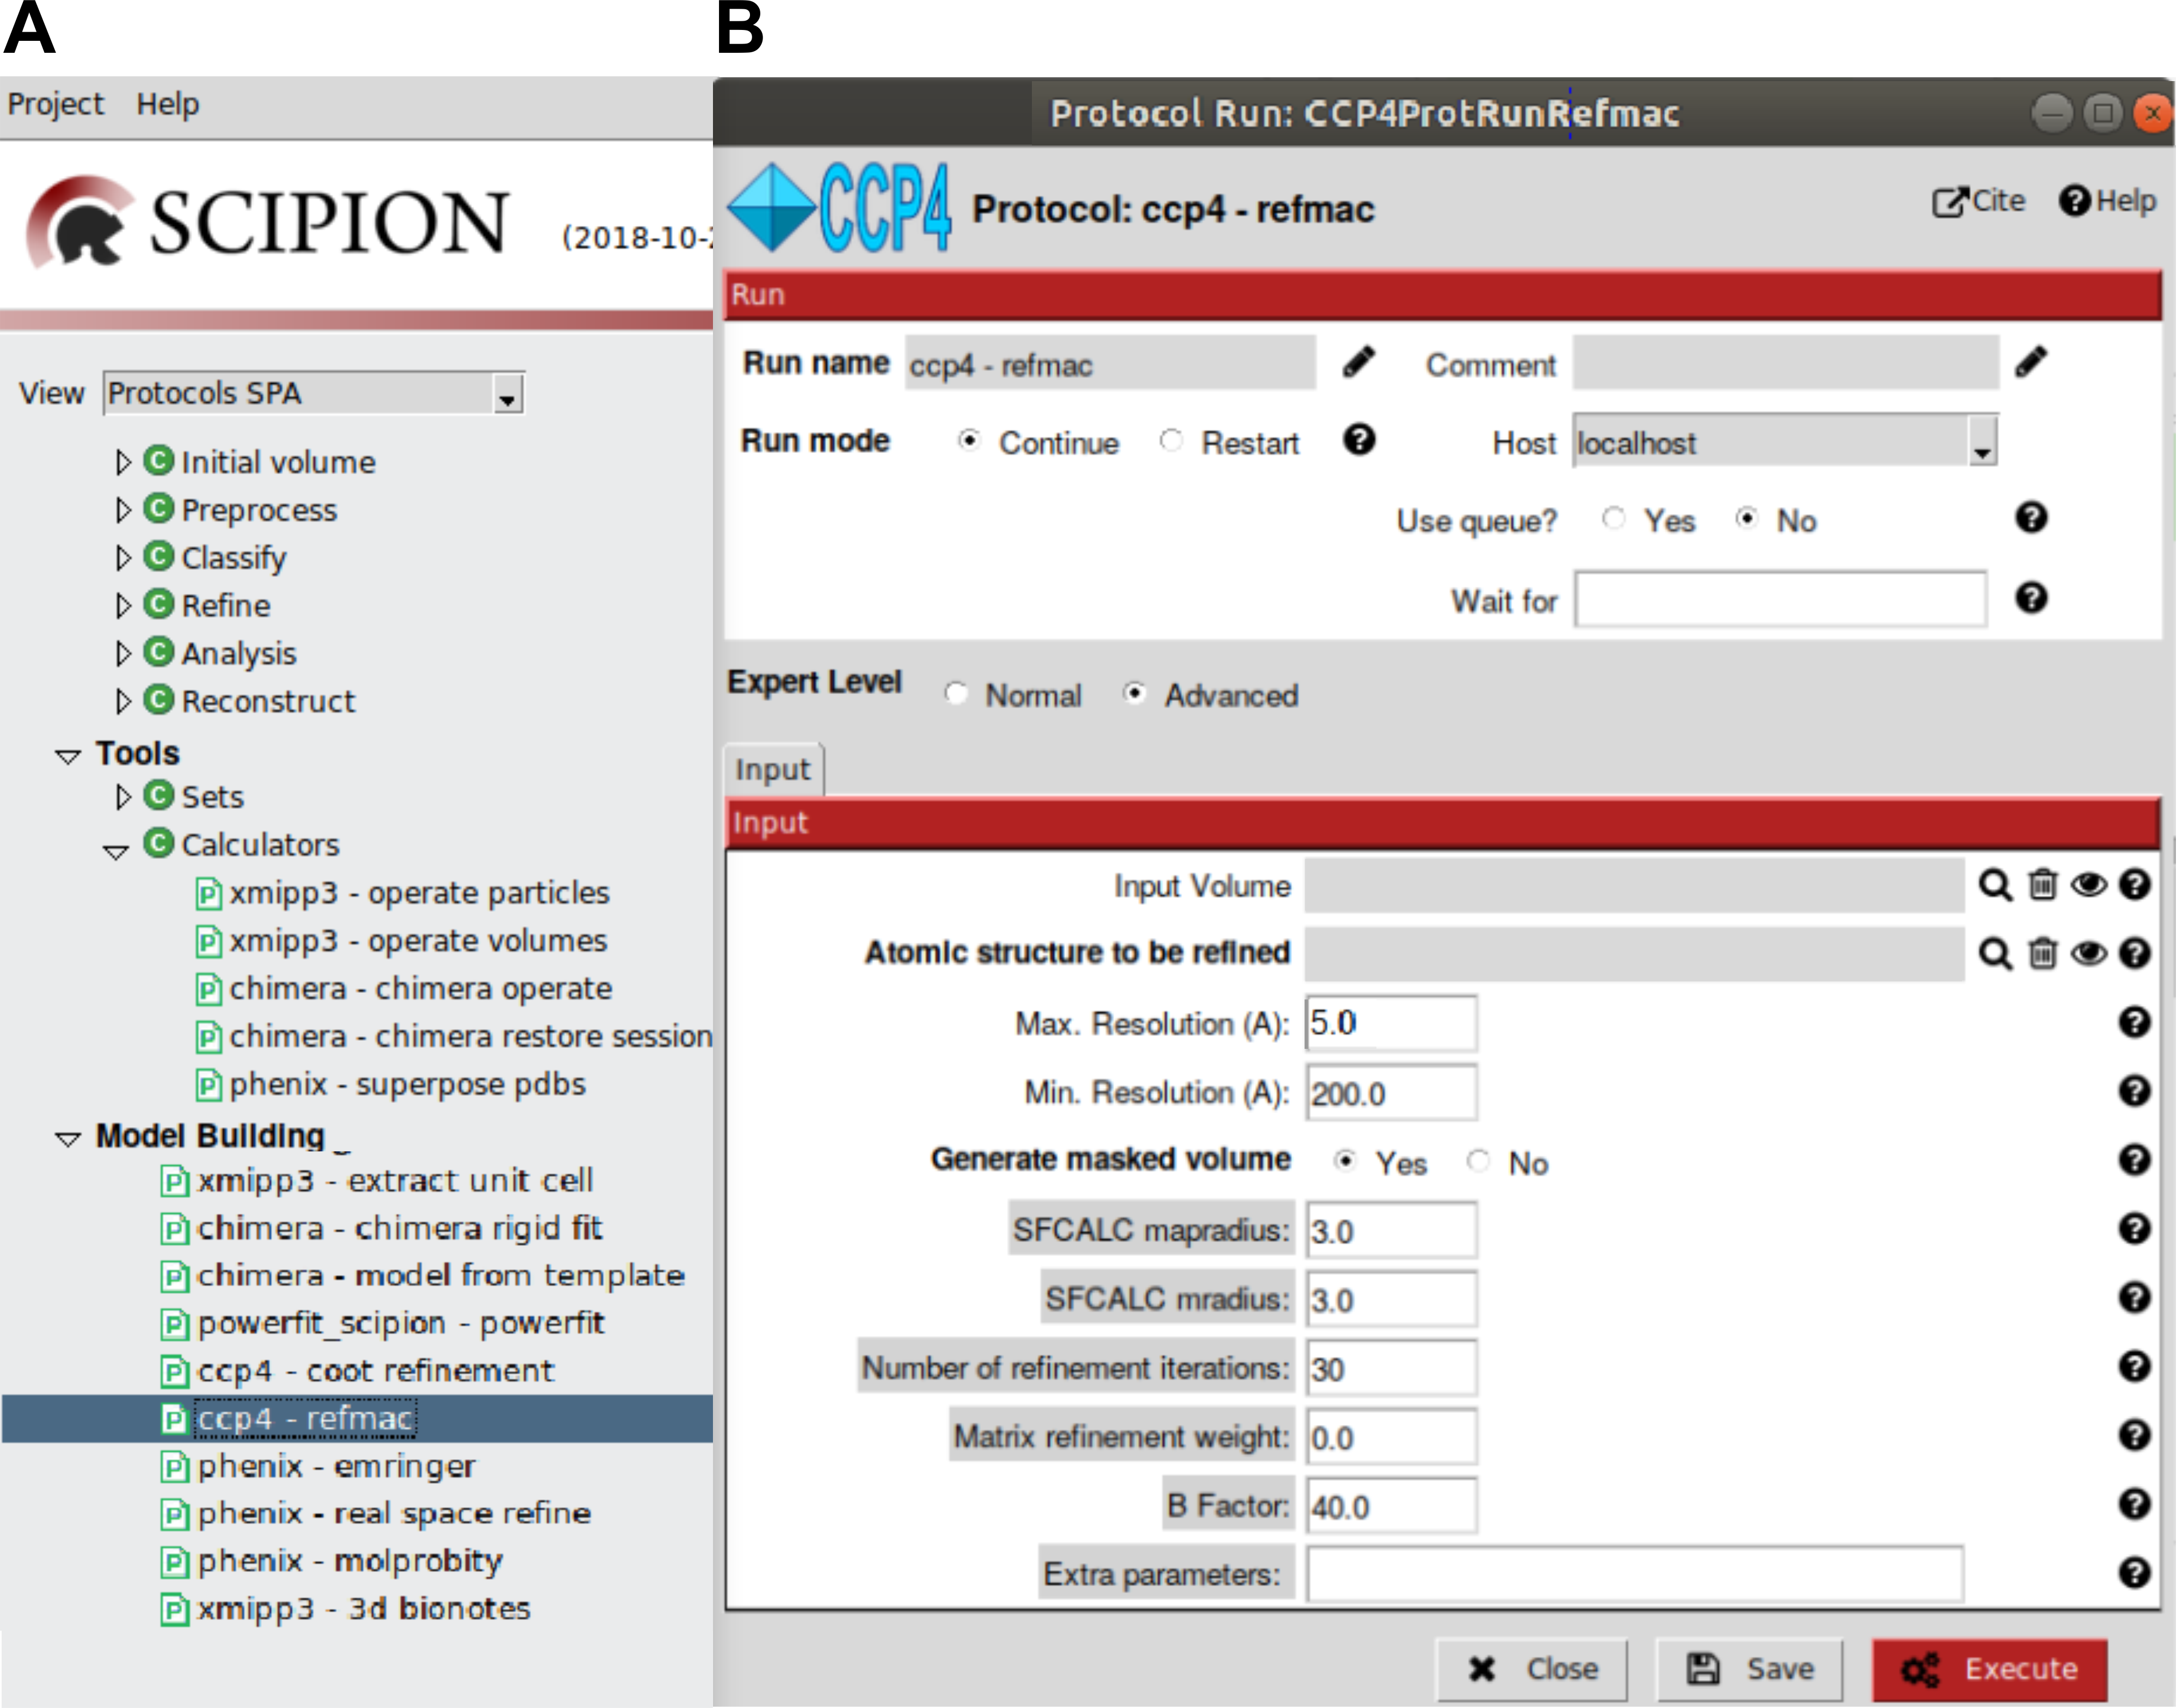 A
Project Help
SCIPION (2018-10-
View Protocols SPA
Initial volume
Preprocess
Classify
Refine
Analysis
Reconstruct
Tools
Sets
Calculators
xmipp3 - operate particles
xmipp3 - operate volumes
chimera - chimera operate
chimera - chimera restore session
phenix - superpose pdbs
Model Building
xmipp3 - extract unit cell
chimera - chimera rigid fit
chimera - model from template
powerfit_scipion - powerfit
ccp4 - coot refinement
ccp4 - refmac
phenix - emringer
phenix - real space refine
phenix - molprobity
xmipp3 - 3d bionotes
B
Protocol Run: CCP4ProtRunRefmac
CCP4 Protocol: ccp4 - refmac Cite Help
Run
Run name ccp4 - refmac Comment
Run mode Continue Restart Host localhost
Use queue? Yes No
Wait for
Expert Level Normal Advanced
Input
Input
Input Volume
Atomic structure to be refined
Max. Resolution (A): 5.0
Min. Resolution (A): 200.0
Generate masked volume Yes No
SFCALC mapradius: 3.0
SFCALC mradius: 3.0
Number of refinement iterations: 30
Matrix refinement weight: 0.0
B Factor: 40.0
Extra parameters:
Close Save Execute